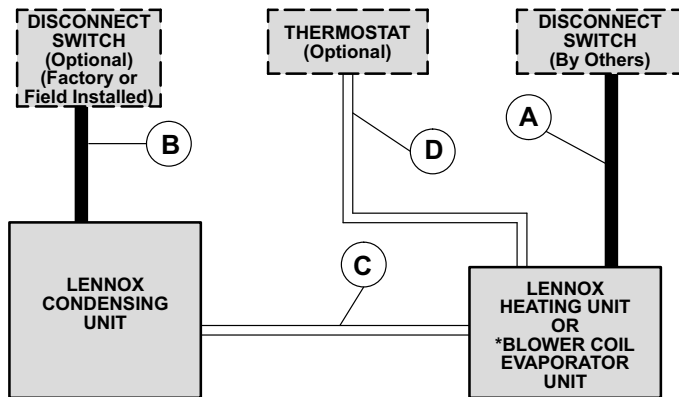 DISCONNECT
SWITCH
(Optional)
(Factory or
Field Installed)
THERMOSTAT
(Optional)
DISCONNECT
SWITCH
(By Others)
A
B
D
C
LENNOX
CONDENSING
UNIT
LENNOX
HEATING UNIT
OR
*BLOWER COIL
EVAPORATOR
UNIT